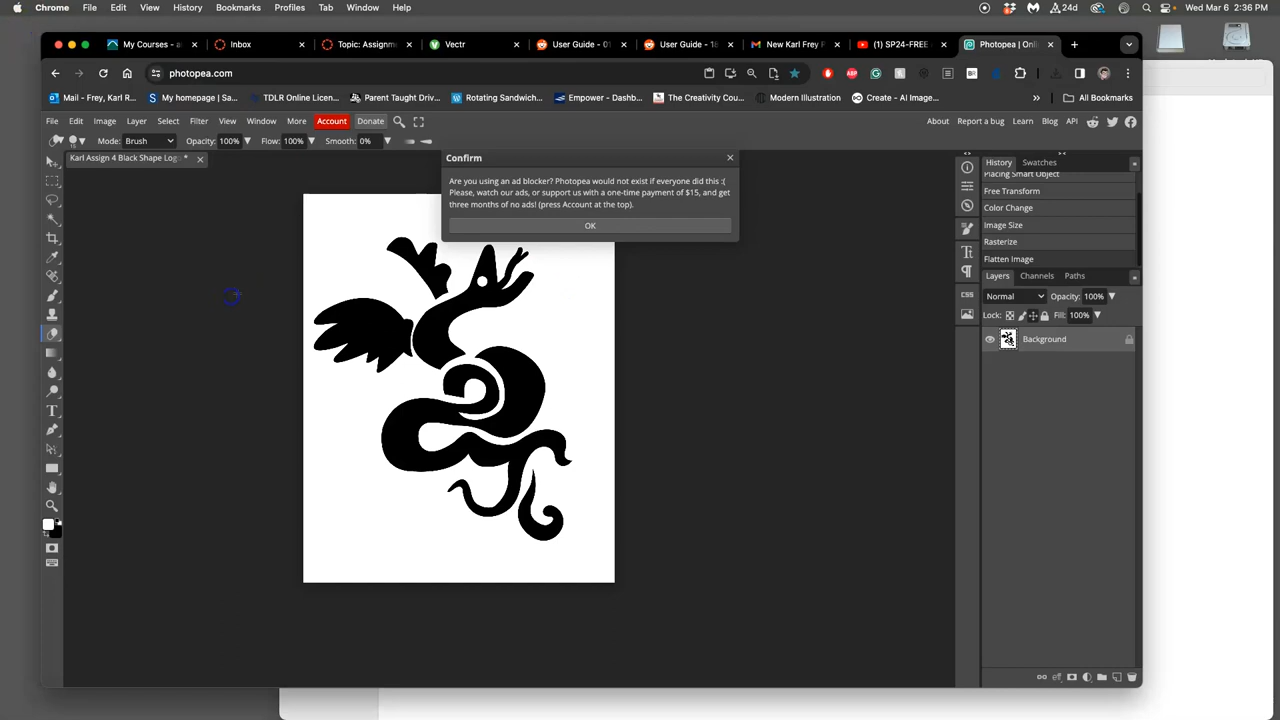 Chrome File Edit View History Bookmarks Profiles Tab Window Help 24d Wed Mar 6 2:36 PM
My Courses - a Inbox Topic: Assignme Vectr User Guide - 01 User Guide - 18 New Karl Frey P (1) SP24-FREE Photopea | Onli
photopea.com
Mail - Frey, Karl R... My homepage | Sa... TDLR Online Licen... Parent Taught Driv... Rotating Sandwich... Empower - Dashb... The Creativity Cou... Modern Illustration Create - AI Image... » All Bookmarks
File Edit Image Layer Select Filter View Window More Account Donate About Report a bug Learn Blog API
Mode: Brush Opacity: 100% Flow: 100% Smooth: 0%
Karl Assign 4 Black Shape Log *
Confirm
Are you using an ad blocker? Photopea would not exist if everyone did this :(
Please, watch our ads, or support us with a one-time payment of $15, and get
three months of no ads! (press Account at the top).
OK
History Swatches
Placing Smart Object
Free Transform
Color Change
Image Size
Rasterize
Flatten Image
Layers Channels Paths
Normal Opacity: 100%
Lock: Fill: 100%
Background
CSS